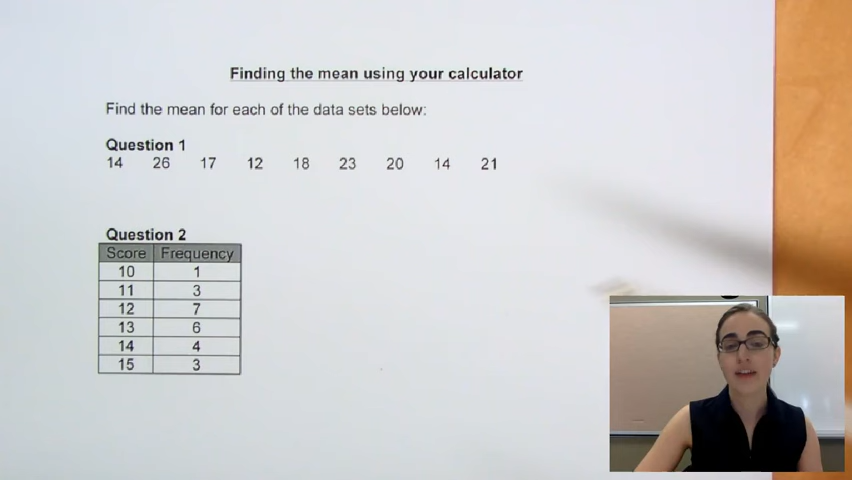 Finding the mean using your calculator
Find the mean for each of the data sets below:
Question 1
14 26 17 12 18 23 20 14 21
Question 2
Score Frequency
10 1
11 3
12 7
13 6
14 4
15 3